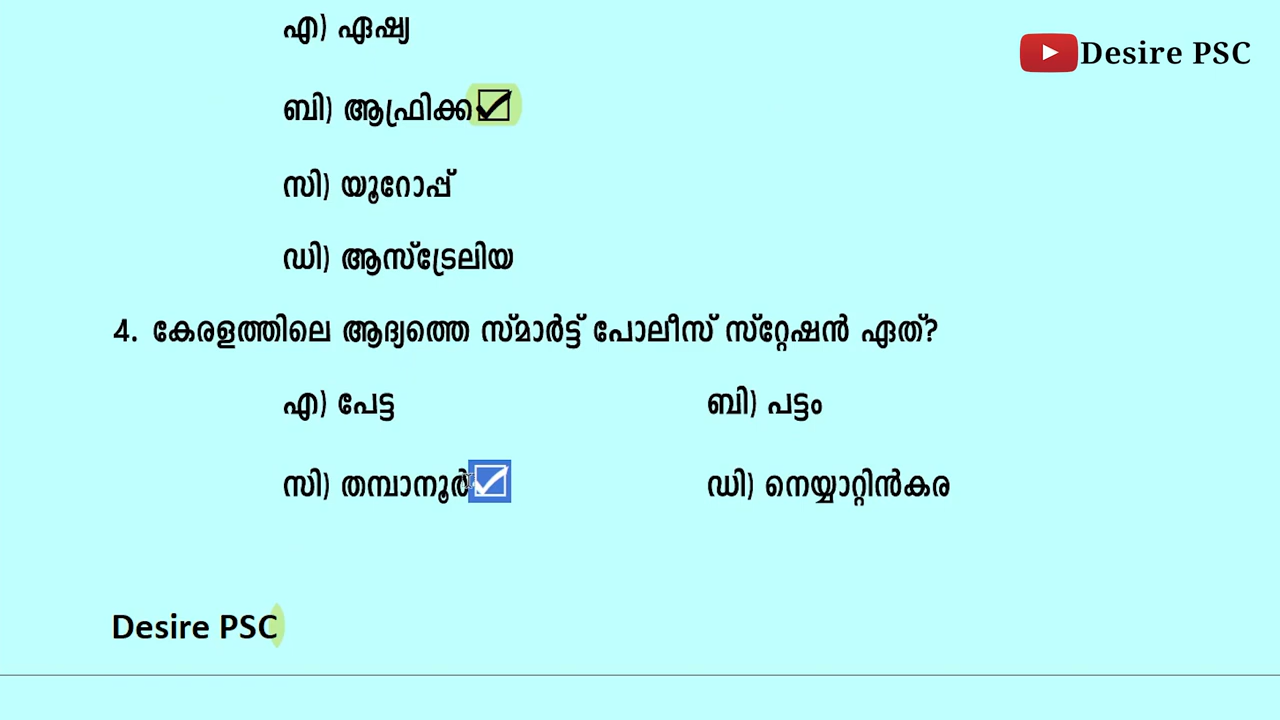 എ) ഏഷ്യ
Desire PSC
ബി) ആഫ്രിക്ക
സി) യൂറോപ്പ്
ഡി) ആസ്ട്രേലിയ
4. കേരളത്തിലെ ആദ്യത്തെ സ്മാർട്ട് പോലീസ് സ്റ്റേഷൻ ഏത്?
എ) പേട്ട ബി) പട്ടം
സി) തമ്പാനൂർ ഡി) നെയ്യാറ്റിൻകര
Desire PSC